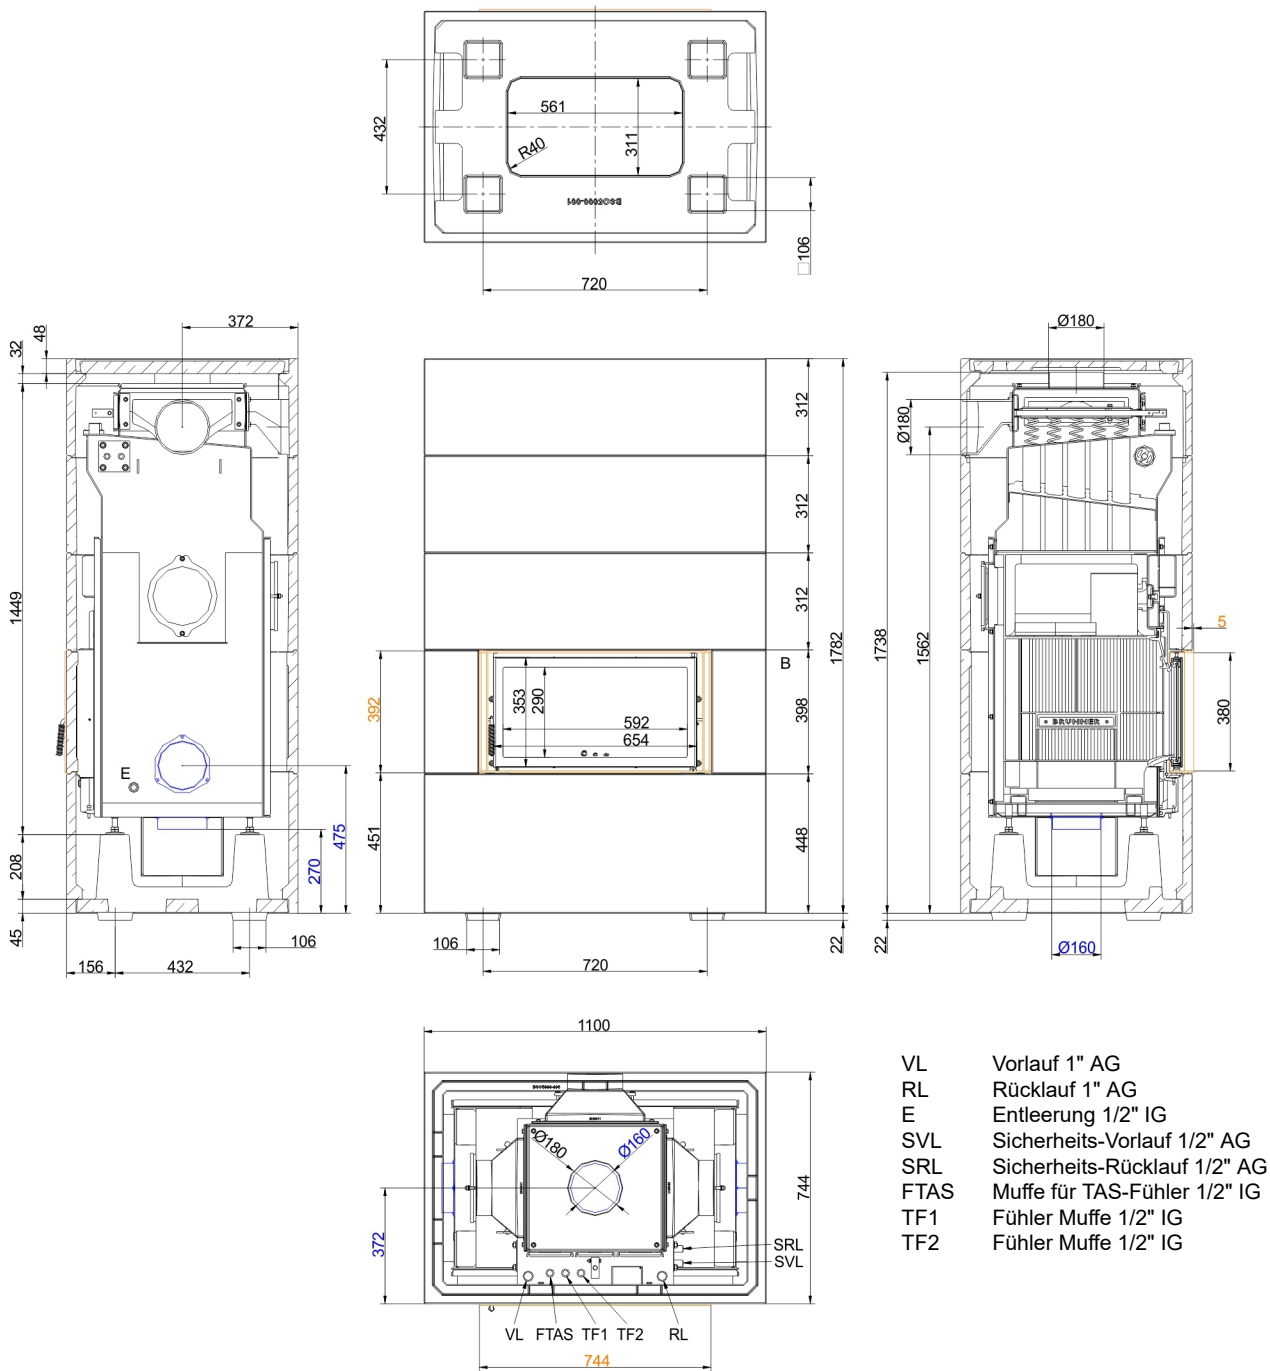 432
561
311
R40
BSO5000-001
□106
720
372
48
32
1449
208
45
156
432
106
270
475
E
312
312
312
398
448
1782
B
392
451
353
290
592
654
106
720
22
Ø180
Ø180
1738
1562
5
380
BRUNNER
22
Ø160
1100
Ø180
Ø160
744
372
SRL
SVL
VL FTAS TF1 TF2 RL
744
VL Vorlauf 1" AG
RL Rücklauf 1" AG
E Entleerung 1/2" IG
SVL Sicherheits-Vorlauf 1/2" AG
SRL Sicherheits-Rücklauf 1/2" AG
FTAS Muffe für TAS-Fühler 1/2" IG
TF1 Fühler Muffe 1/2" IG
TF2 Fühler Muffe 1/2" IG